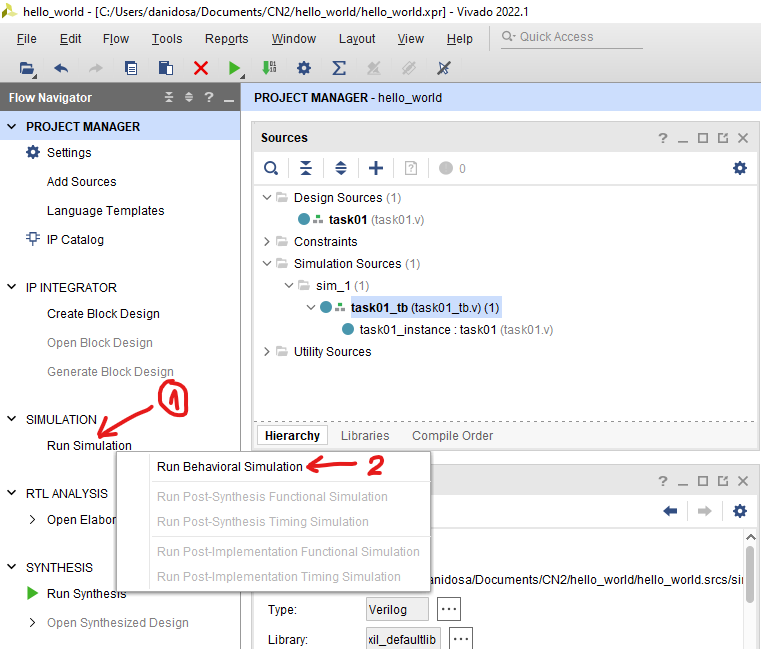 hello_world - [C:/Users/danidosa/Documents/CN2/hello_world/hello_world.xpr] - Vivado 2022.1
File Edit Flow Tools Reports Window Layout View Help Quick Access
Flow Navigator
PROJECT MANAGER - hello_world
PROJECT MANAGER
Settings
Add Sources
Language Templates
IP Catalog
IP INTEGRATOR
Create Block Design
Open Block Design
Generate Block Design
1
SIMULATION
Run Simulation
RTL ANALYSIS
Open Elabor
SYNTHESIS
Run Synthesis
Open Synthesized Design
Sources
0
Design Sources (1)
task01 (task01.v)
Constraints
Simulation Sources (1)
sim_1 (1)
task01_tb (task01_tb.v) (1)
task01_instance : task01 (task01.v)
Utility Sources
Hierarchy Libraries Compile Order
Run Behavioral Simulation 2
Run Post-Synthesis Functional Simulation
Run Post-Synthesis Timing Simulation
Run Post-Implementation Functional Simulation
Run Post-Implementation Timing Simulation
anidosa/Documents/CN2/hello_world/hello_world.srcs/sim
Type: Verilog ...
Library: xil_defaultlib ...